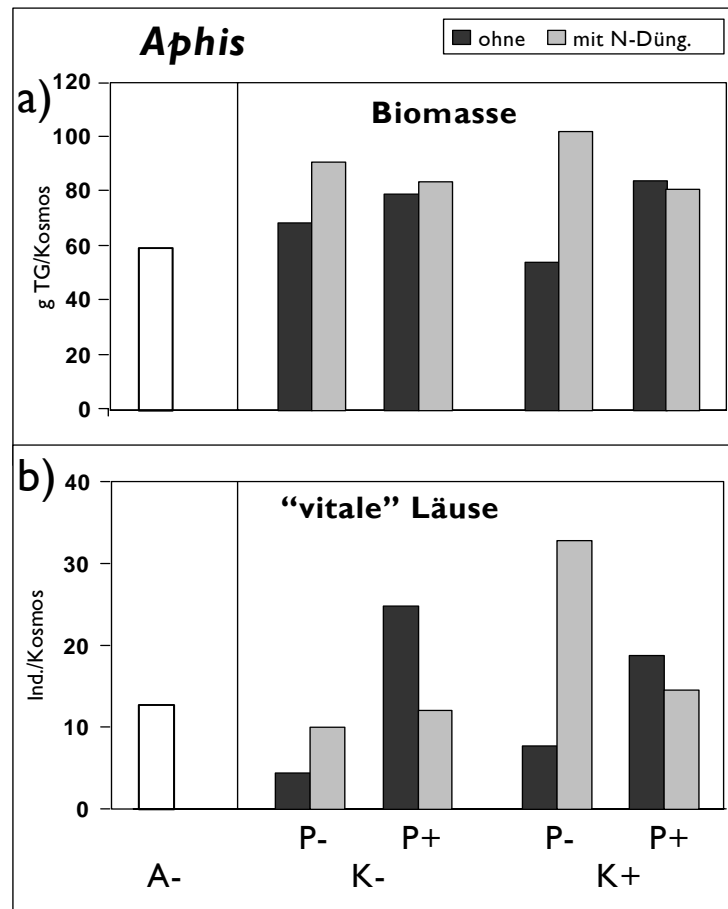 Aphis
ohne mit N-Düng.
a)
Biomasse
g TG/Kosmos
120
100
80
60
40
20
0
b)
“vitale” Läuse
Ind./Kosmos
40
30
20
10
0
P- P+ P- P+
A- K- K+